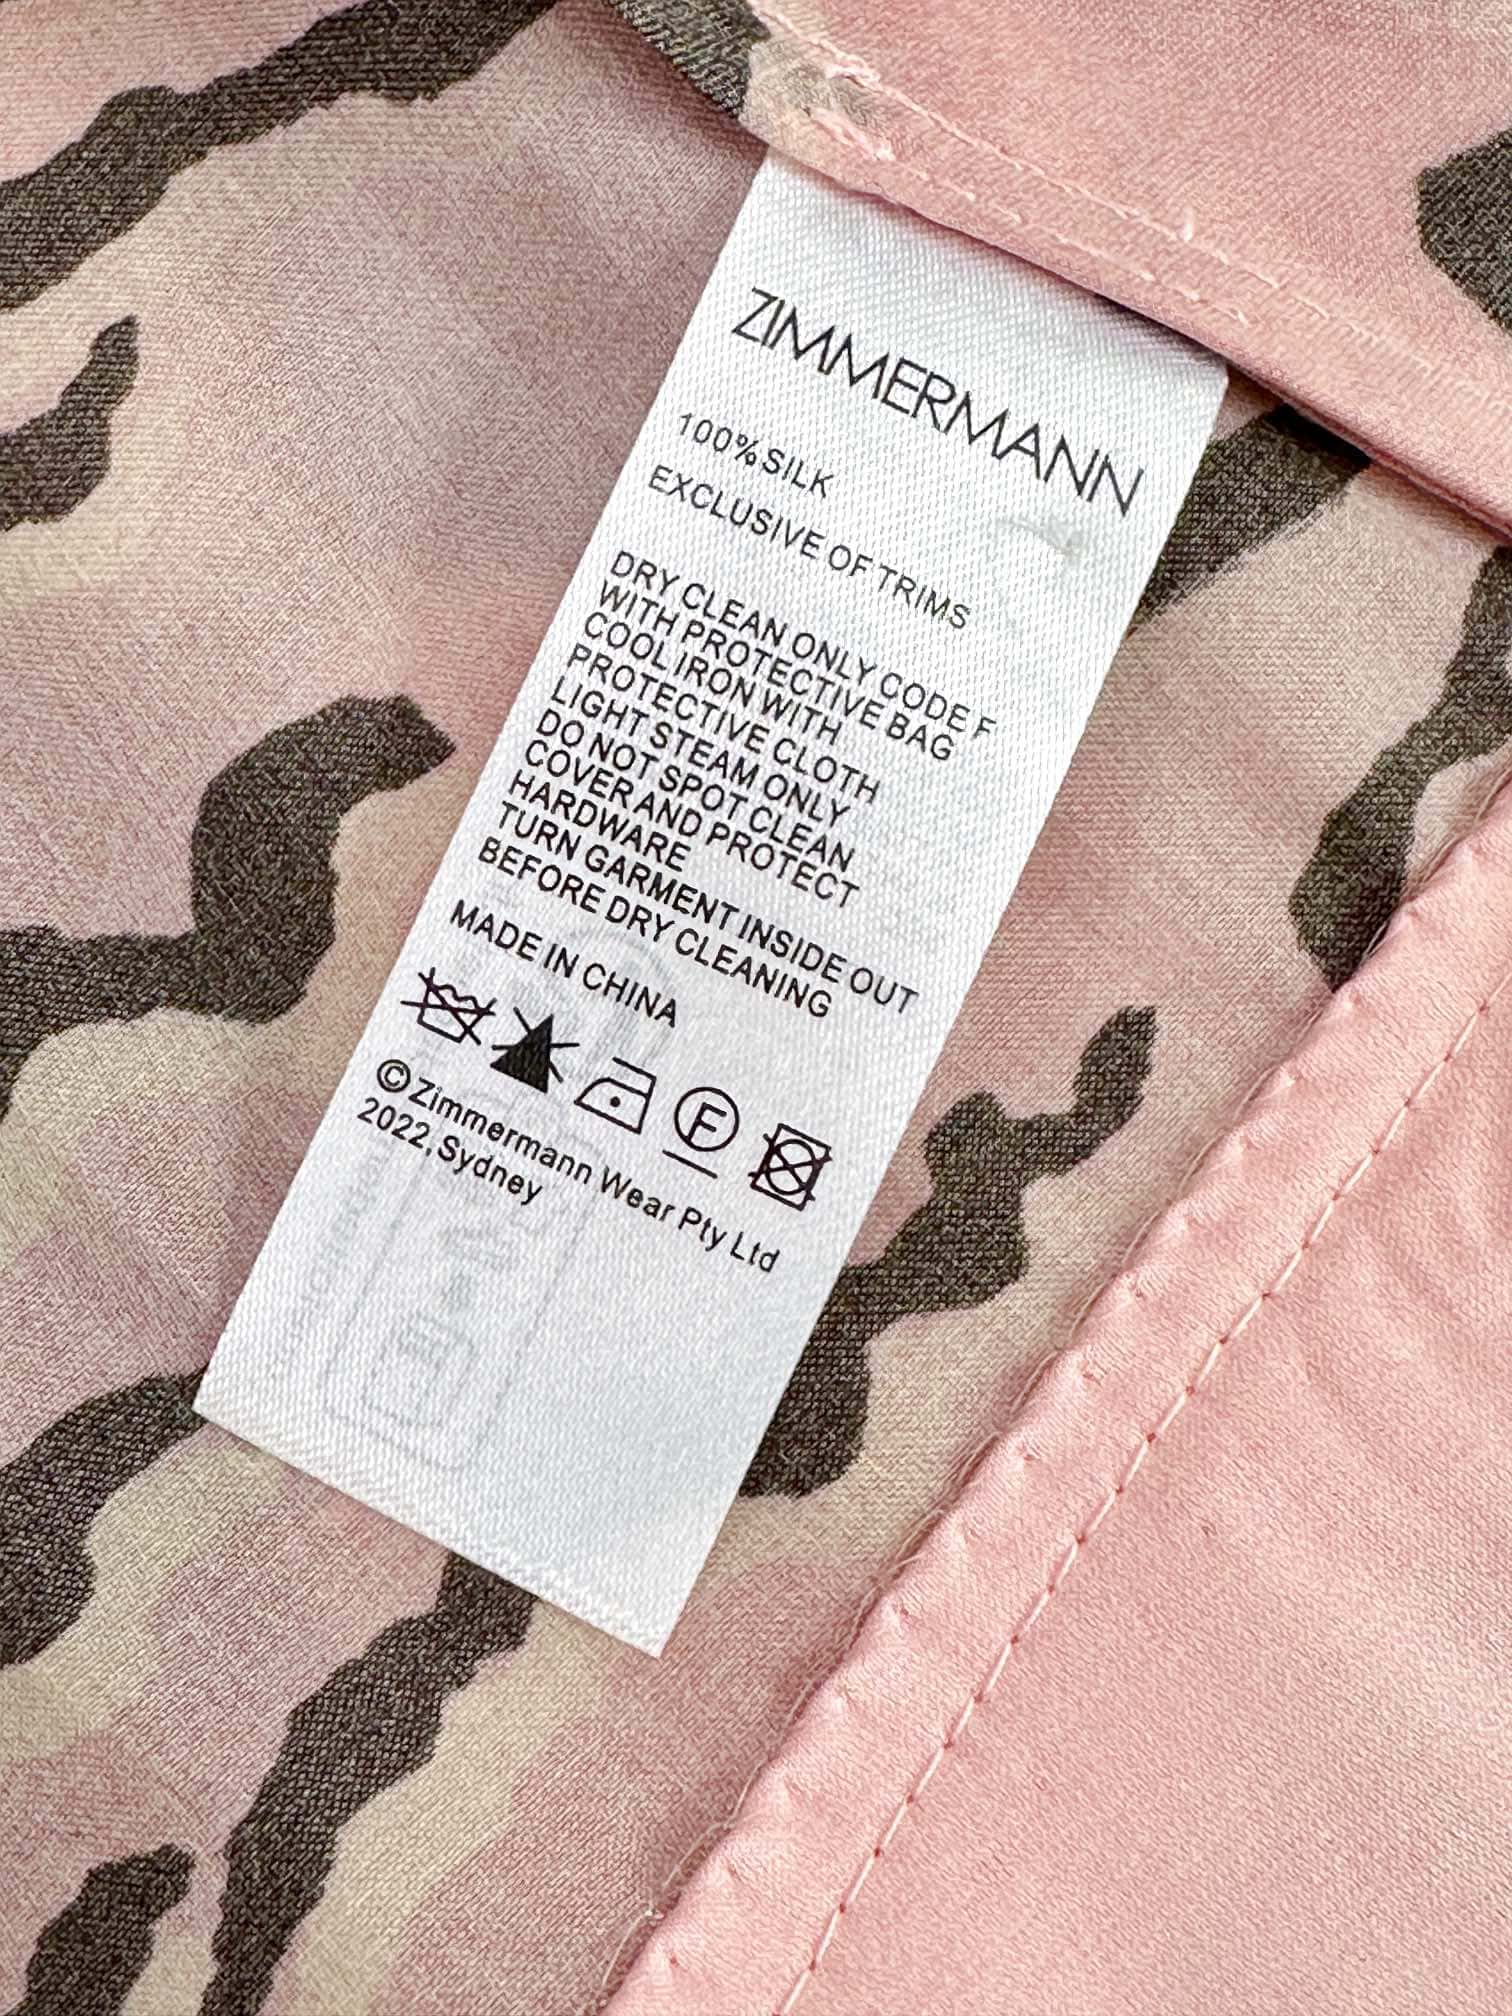 ZIMMERMANN
100% SILK
EXCLUSIVE OF TRIMS
DRY CLEAN ONLY CODE F
WITH PROTECTIVE BAG
COOL IRON WITH
PROTECTIVE CLOTH
LIGHT STEAM ONLY
DO NOT SPOT CLEAN
COVER AND PROTECT
HARDWARE
TURN GARMENT INSIDE OUT
BEFORE DRY CLEANING
MADE IN CHINA
F
©Zimmermann Wear Pty Ltd
2022, Sydney